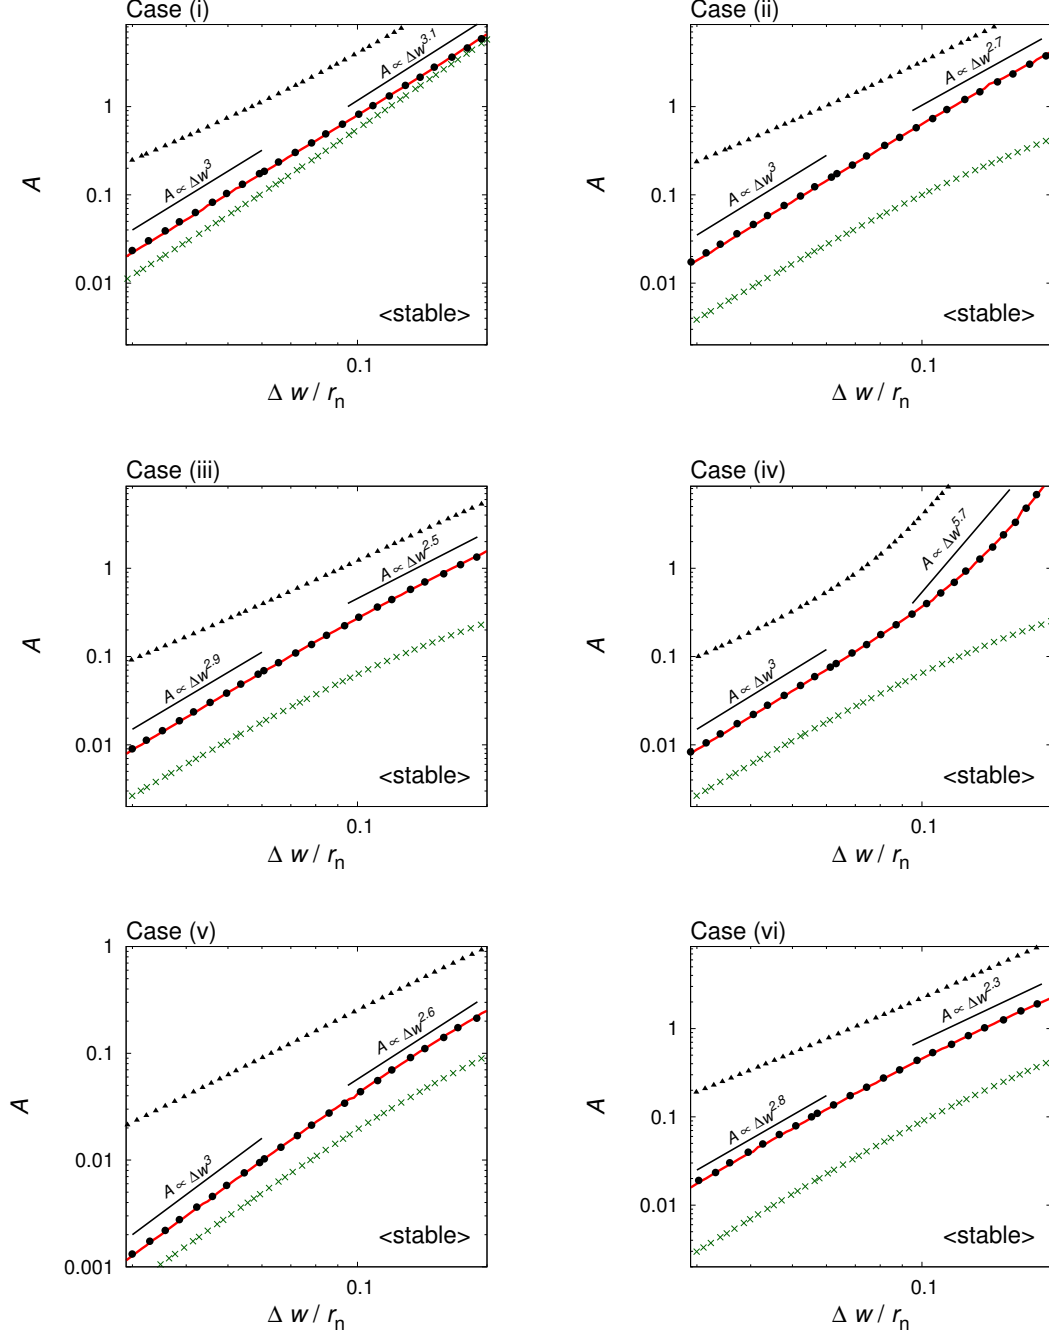 Case (i)
A ∝ Δw^3.1
1
A ∝ Δw^3
0.1
A
0.01
<stable>
0.1
Δ w / r_n
Case (ii)
A ∝ Δw^2.7
1
A ∝ Δw^3
0.1
A
0.01
<stable>
0.1
Δ w / r_n
Case (iii)
A ∝ Δw^2.5
1
A ∝ Δw^2.9
0.1
A
0.01
<stable>
0.1
Δ w / r_n
Case (iv)
A ∝ Δw^5.7
1
A ∝ Δw^3
0.1
A
0.01
<stable>
0.1
Δ w / r_n
Case (v)
1
A ∝ Δw^2.6
0.1
A
A ∝ Δw^3
0.01
<stable>
0.001
0.1
Δ w / r_n
Case (vi)
A ∝ Δw^2.3
1
A ∝ Δw^2.8
0.1
A
0.01
<stable>
0.1
Δ w / r_n